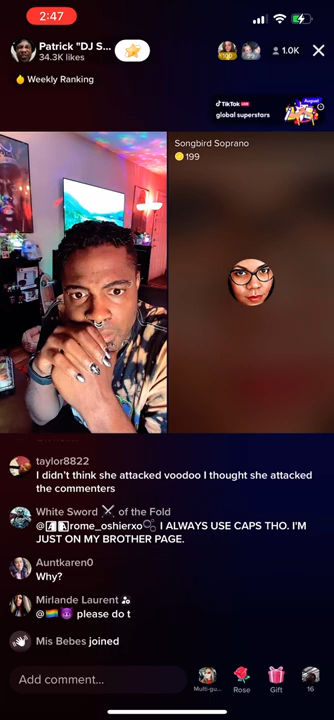 2:47
Patrick "DJ S...
34.3K likes
1.0K
Weekly Ranking
TikTok LIVE
global superstars
August
Songbird Soprano
199
taylor8822
I didn't think she attacked voodoo I thought she attacked
the commenters
White Sword ⚔ of the Fold
@🅰🅰rome_oshierxo I ALWAYS USE CAPS THO. I'M
JUST ON MY BROTHER PAGE.
Auntkaren0
Why?
Mirlande Laurent
@🏳️‍🌈😈 please do t
Mis Bebes joined
Add comment...
Multi-gu...
Rose
Gift
16